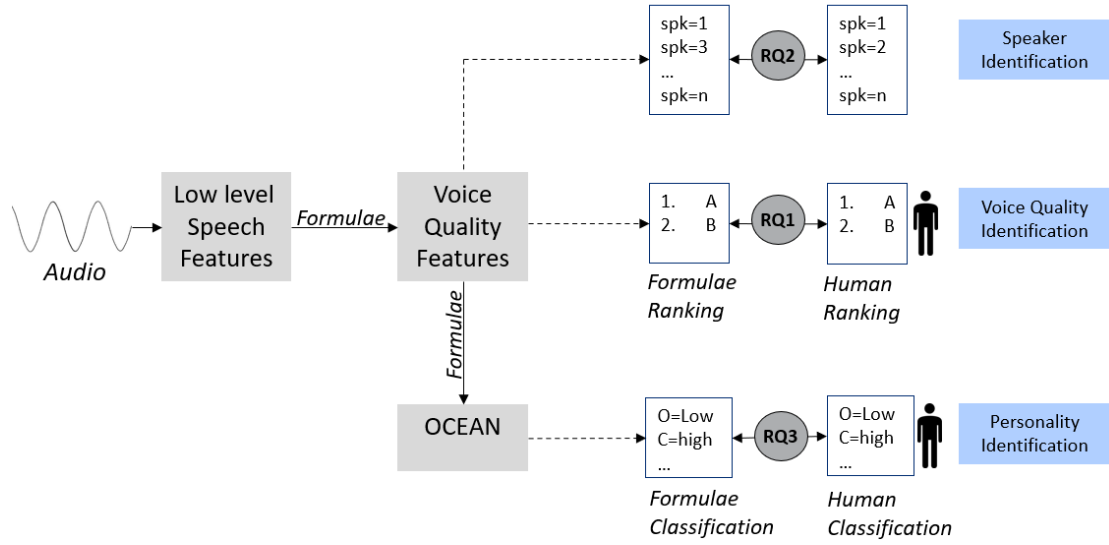 spk=1
spk=3
...
spk=n
RQ2
spk=1
spk=2
...
spk=n
Speaker
Identification
Audio
Low level
Speech
Features
Formulae
Voice
Quality
Features
1. A
2. B
Formulae
Ranking
RQ1
1. A
2. B
Human
Ranking
Voice Quality
Identification
Formulae
OCEAN
O=Low
C=high
...
Formulae
Classification
RQ3
O=Low
C=high
...
Human
Classification
Personality
Identification